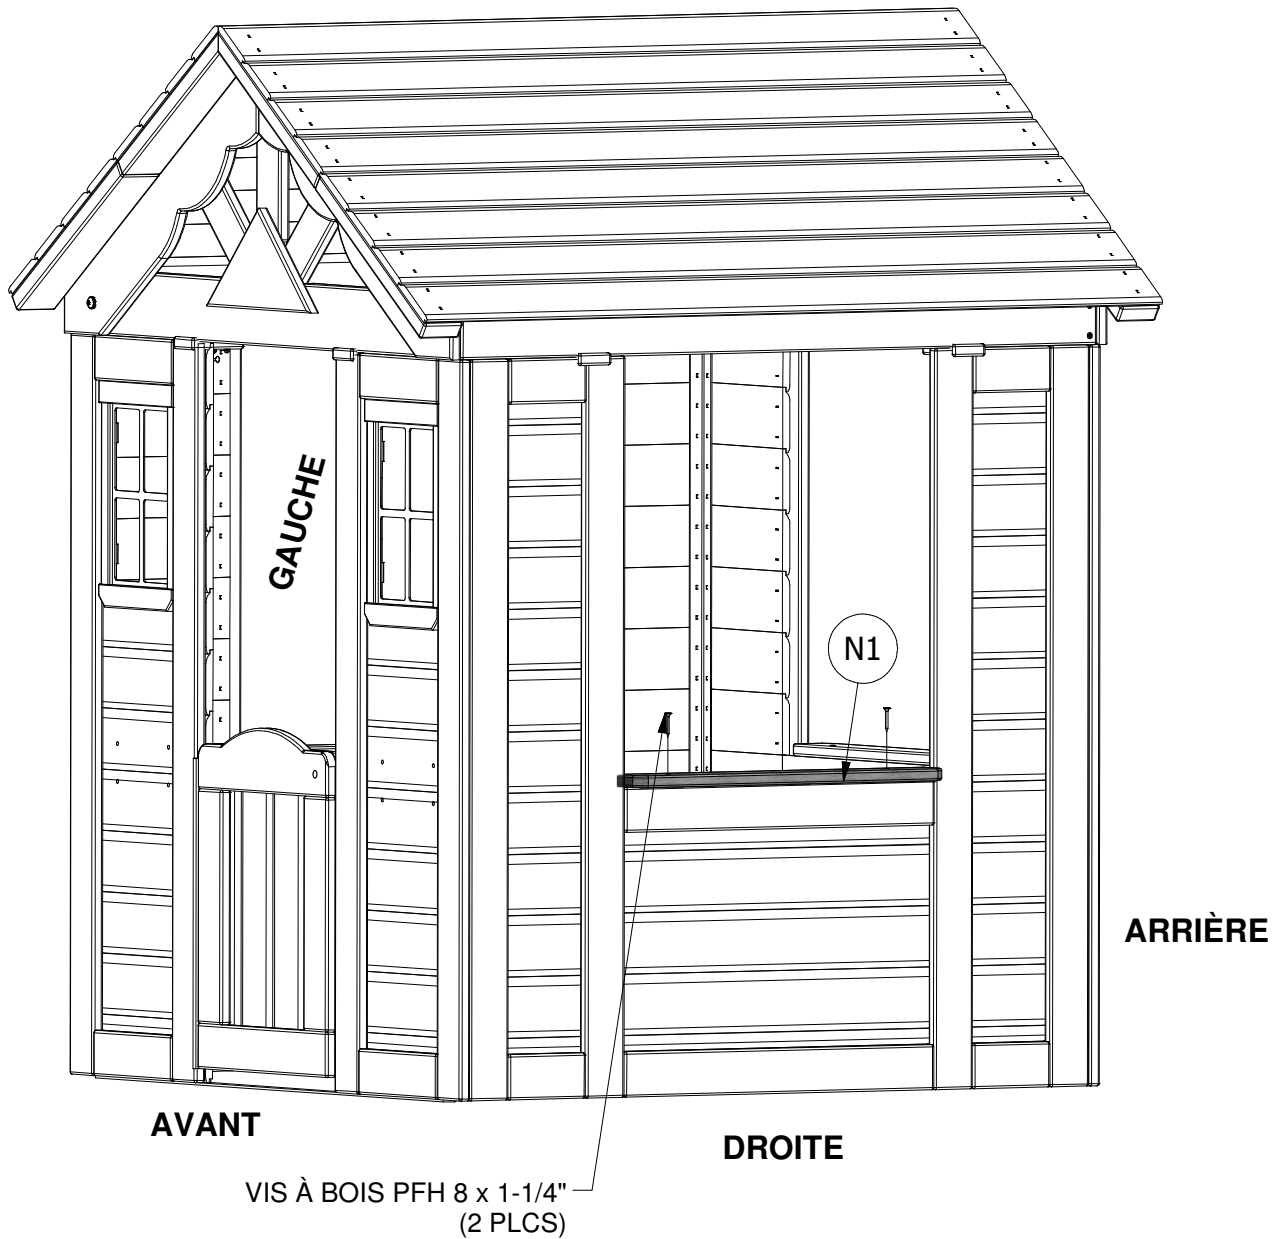 GAUCHE
N1
ARRIÈRE
AVANT
DROITE
VIS À BOIS PFH 8 x 1-1/4"
(2 PLCS)